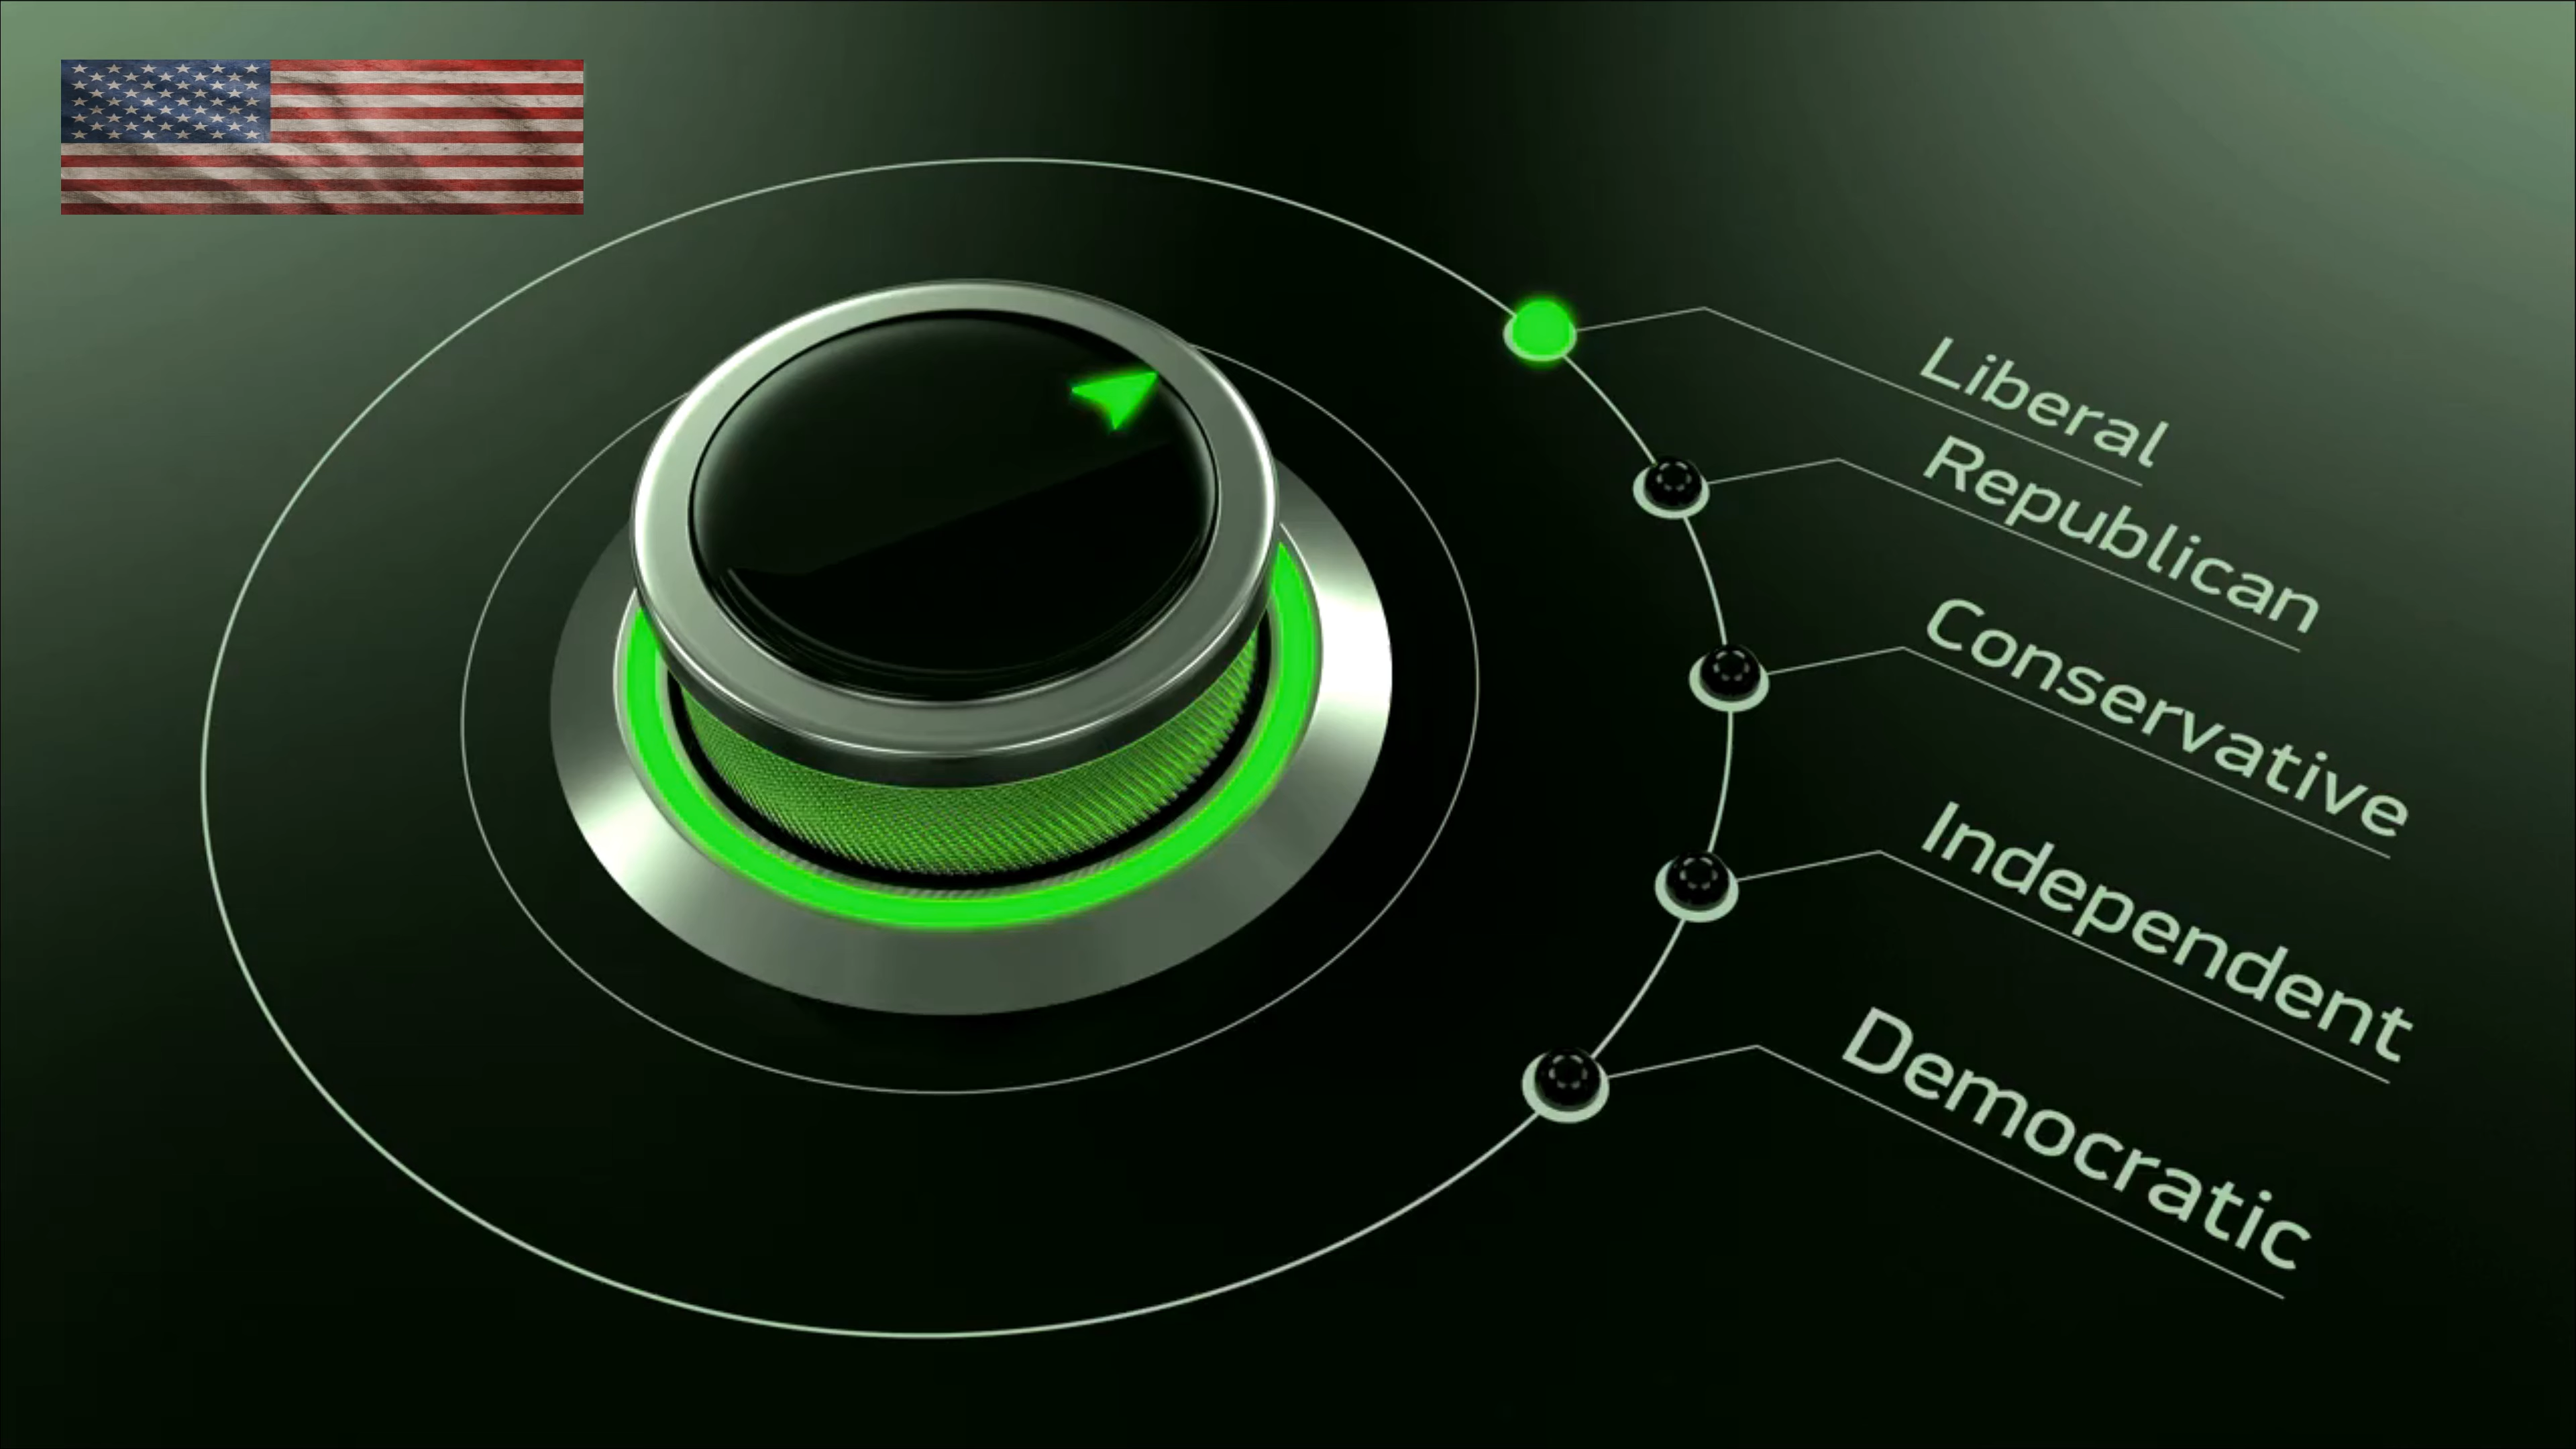 Liberal
Republican
Conservative
Independent
Democratic